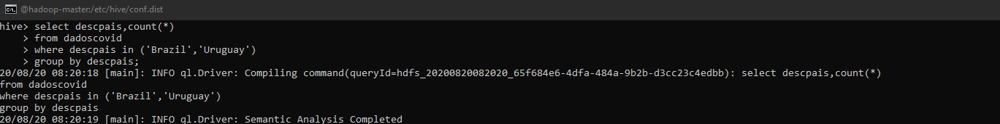 @hadoop-master:/etc/hive/conf.dist
hive> select descpais,count(*)
    > from dadoscovid
    > where descpais in ('Brazil','Uruguay')
    > group by descpais;
20/08/20 08:20:18 [main]: INFO ql.Driver: Compiling command(queryId=hdfs_20200820082020_65f684e6-4dfa-484a-9b2b-d3cc23c4edbb): select descpais,count(*)
from dadoscovid
where descpais in ('Brazil','Uruguay')
group by descpais
20/08/20 08:20:19 [main]: INFO ql.Driver: Semantic Analysis Completed